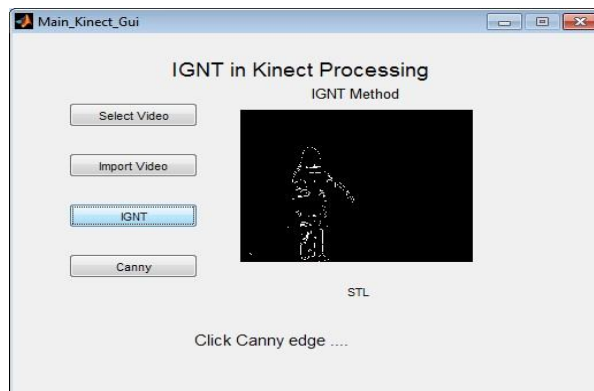 Main_Kinect_Gui
IGNT in Kinect Processing
IGNT Method
Select Video
Import Video
IGNT
Canny
STL
Click Canny edge ....